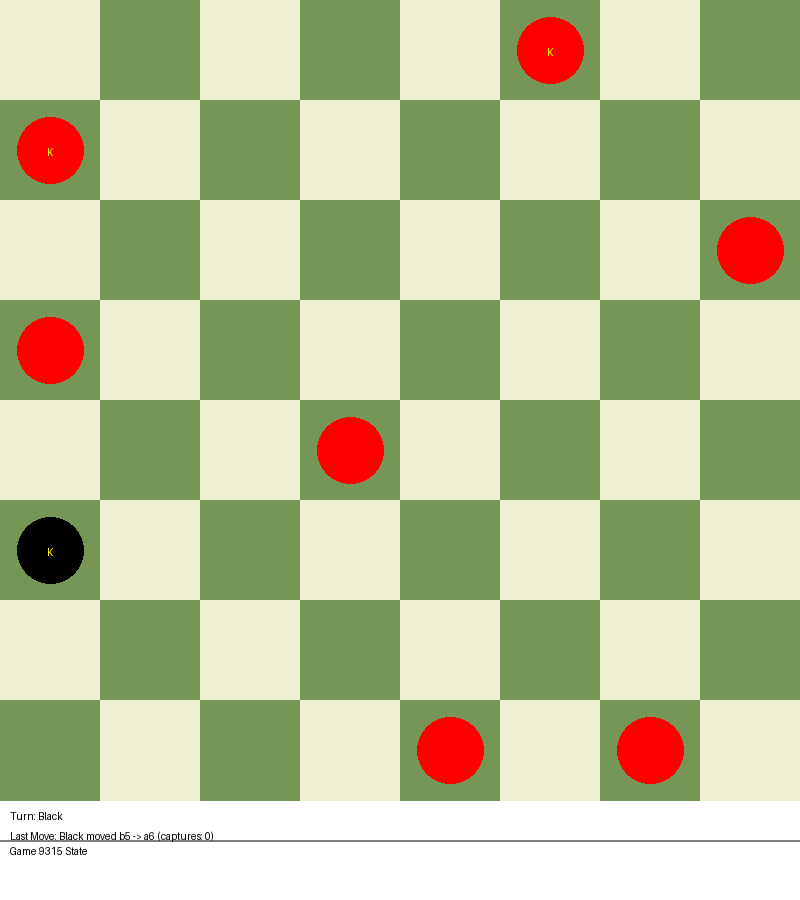 K
K
K
Turn: Black
Last Move: Black moved b5 -> a6 (captures: 0)
Game 9315 State